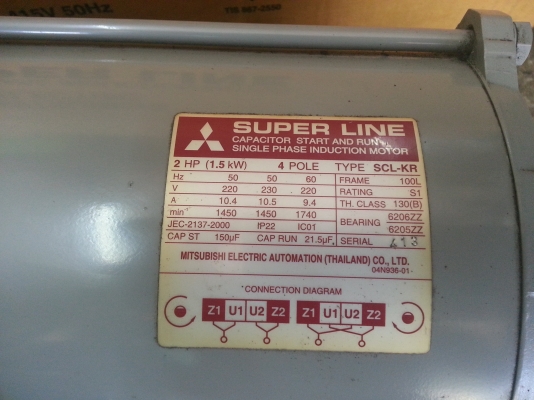 415V 50Hz
SUPER LINE
CAPACITOR START AND RUN
SINGLE PHASE INDUCTION MOTOR
2 HP (1.5 kW) 4 POLE TYPE SCL-KR
Hz 50 50 60 FRAME 100L
V 220 230 220 RATING S1
A 10.4 10.5 9.4 TH. CLASS 130(B)
min⁻ 1450 1450 1740 BEARING 6206ZZ
JEC-2137-2000 IP22 IC01 6205ZZ
CAP ST 150µF CAP RUN 21.5µF SERIAL 413
MITSUBISHI ELECTRIC AUTOMATION (THAILAND) CO., LTD.
04N936-01
CONNECTION DIAGRAM
Z1 U1 U2 Z2 Z1 U1 U2 Z2